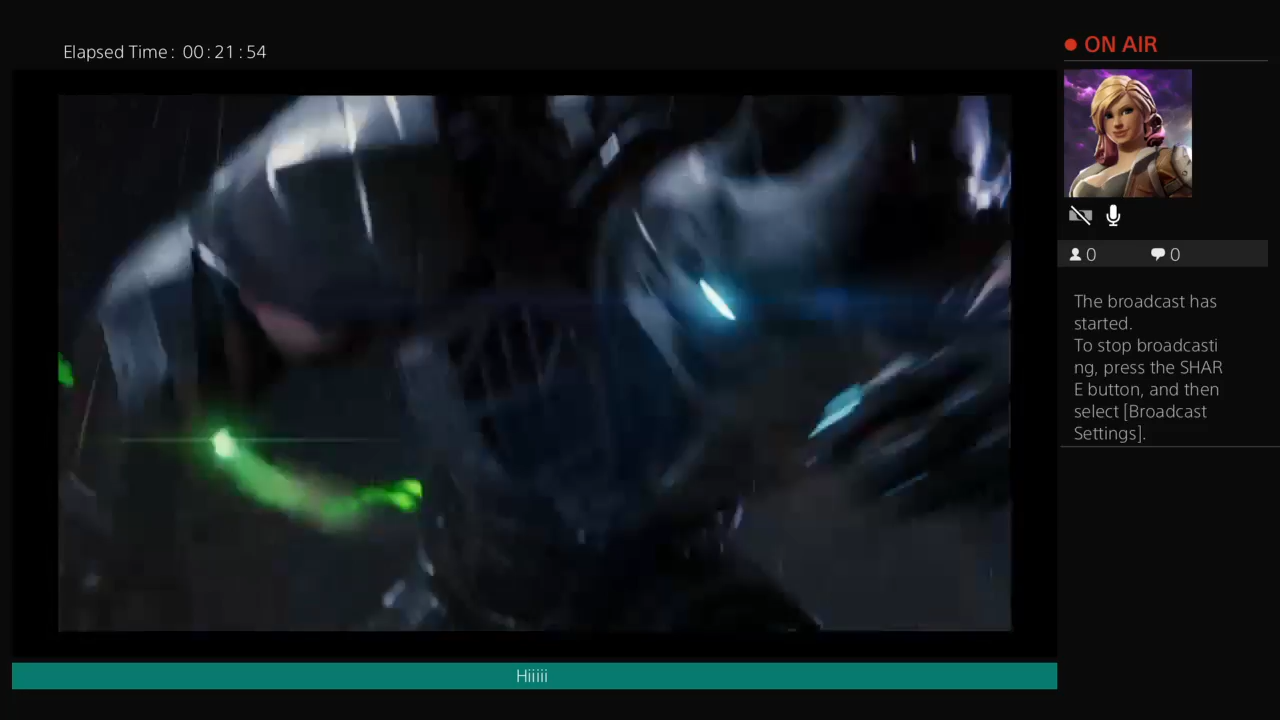 Elapsed Time: 00:21:54
ON AIR
0 0
The broadcast has
started.
To stop broadcasti
ng, press the SHAR
E button, and then
select [Broadcast
Settings].
Hiiiii